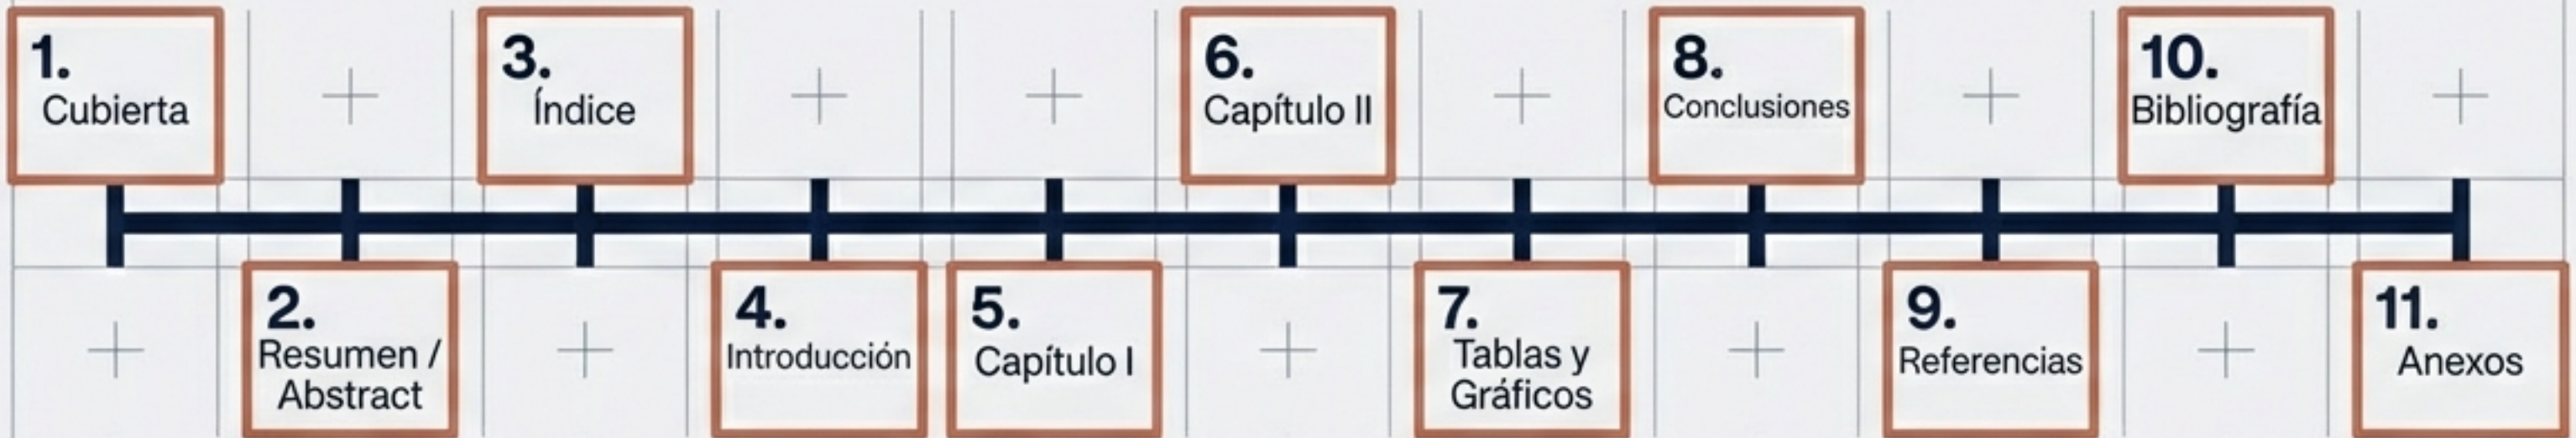 1.
Cubierta
2.
Resumen /
Abstract
3.
Índice
4.
Introducción
5.
Capítulo I
6.
Capítulo II
7.
Tablas y
Gráficos
8.
Conclusiones
9.
Referencias
10.
Bibliografía
11.
Anexos